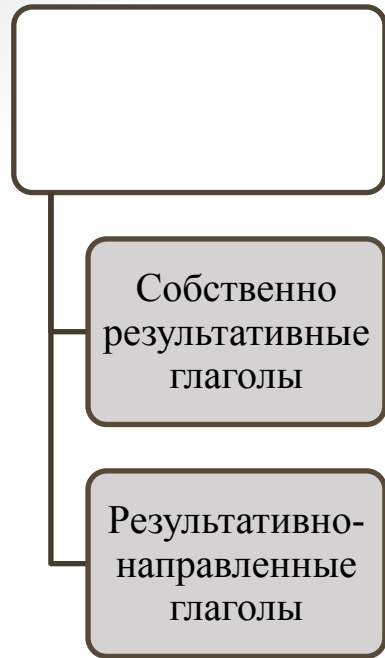 Собственно
результативные
глаголы
Результативно-
направленные
глаголы